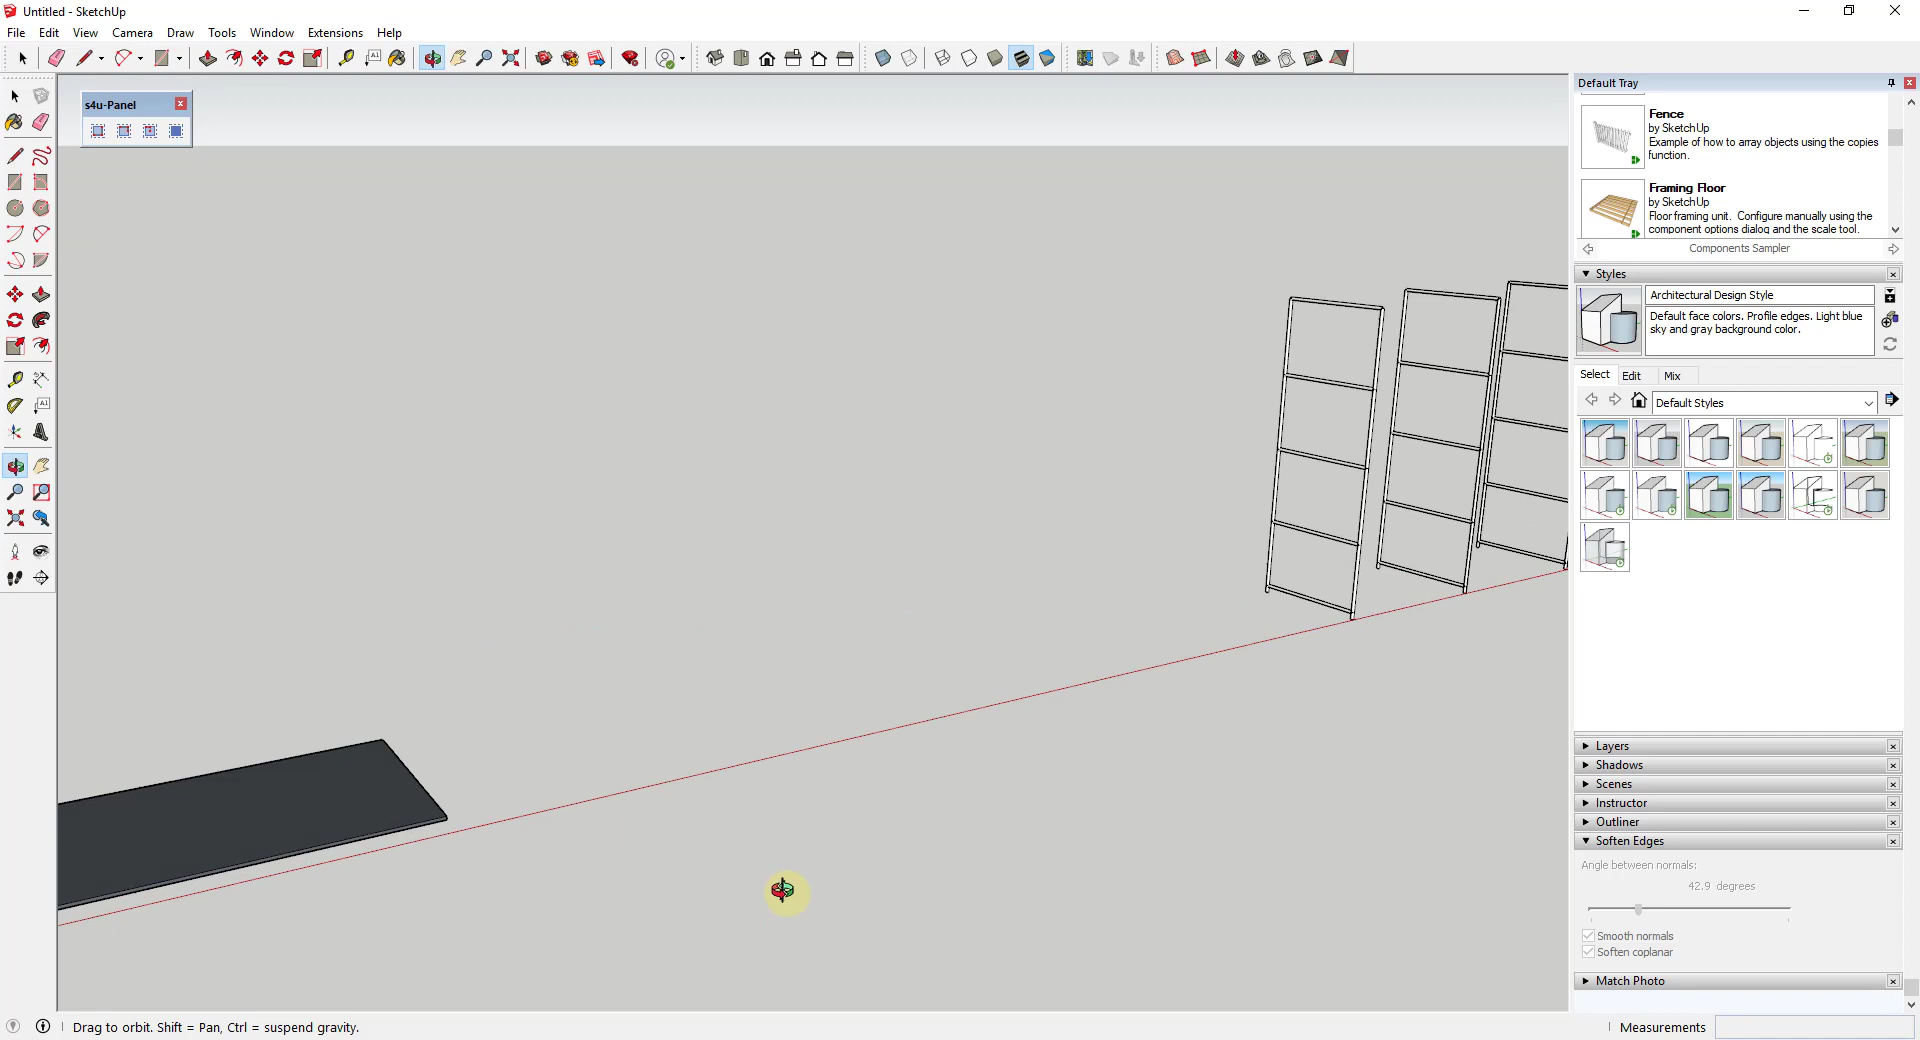 Untitled - SketchUp
File Edit View Camera Draw Tools Window Extensions Help
s4u-Panel
Default Tray
Fence
by SketchUp
Example of how to array objects using the copies
function.
Framing Floor
by SketchUp
Floor framing unit. Configure manually using the
component options dialog and the scale tool.
Components Sampler
Styles
Architectural Design Style
Default face colors. Profile edges. Light blue
sky and gray background color.
Select Edit Mix
Default Styles
Layers
Shadows
Scenes
Instructor
Outliner
Soften Edges
Angle between normals:
42.9 degrees
Smooth normals
Soften coplanar
Match Photo
Drag to orbit. Shift = Pan, Ctrl = suspend gravity.
Measurements